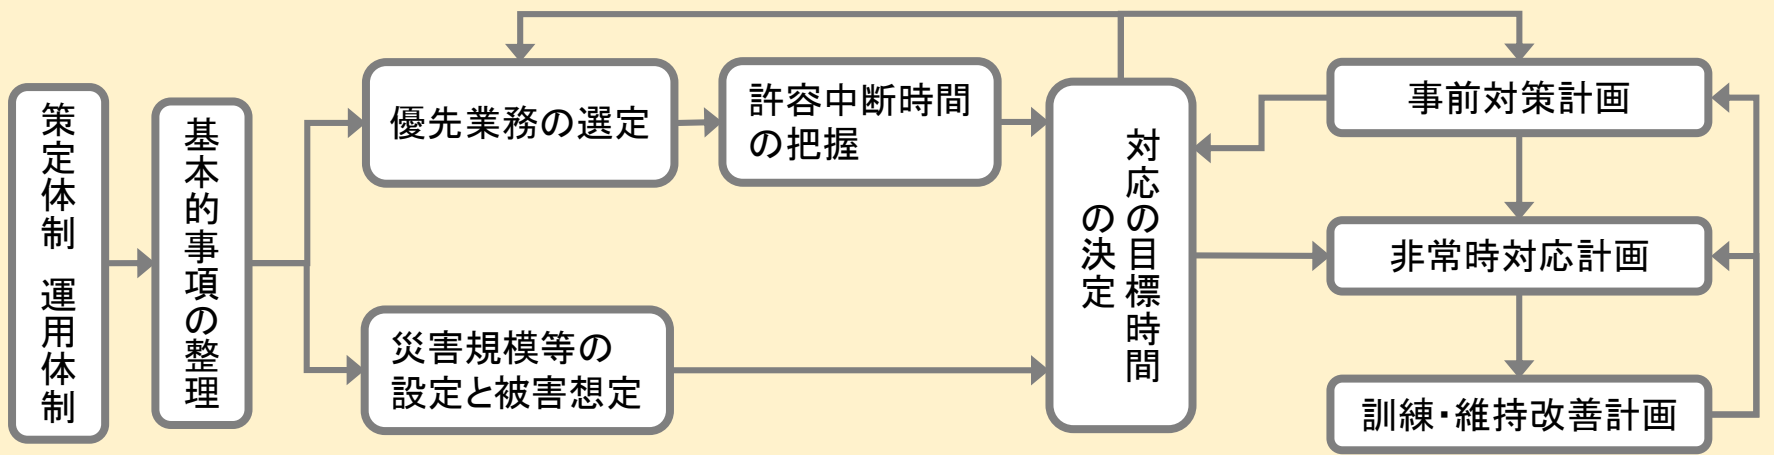 策定体制 運用体制
基本的事項の整理
優先業務の選定
許容中断時間
の把握
災害規模等の
設定と被害想定
対応の目標時間
の決定
事前対策計画
非常時対応計画
訓練・維持改善計画